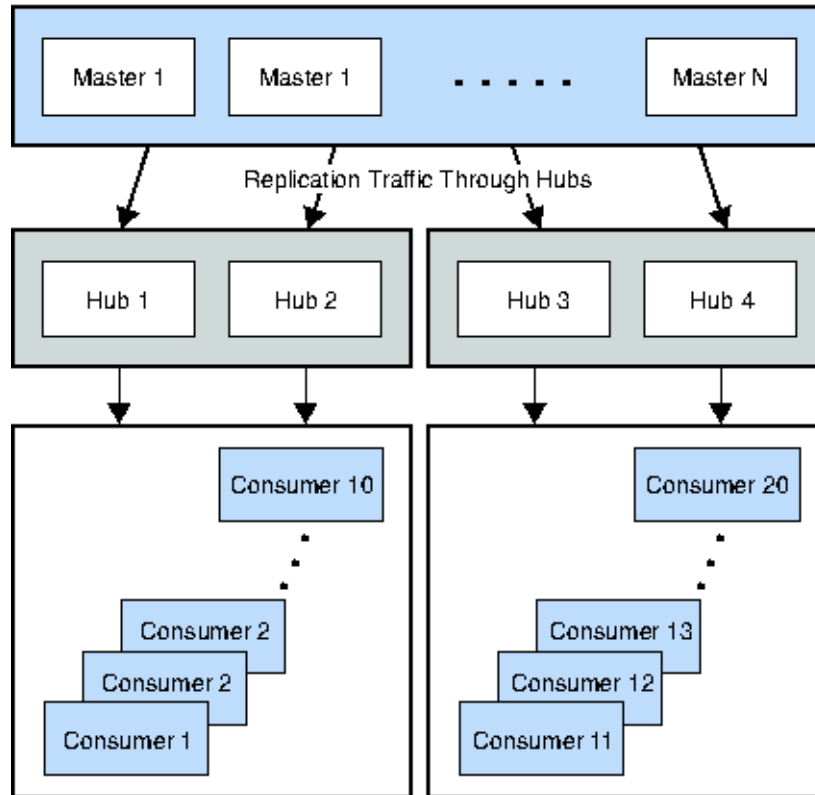 Master 1
Master 1
. . . . .
Master N
Replication Traffic Through Hubs
Hub 1
Hub 2
Hub 3
Hub 4
Consumer 10
Consumer 2
Consumer 2
Consumer 1
Consumer 20
Consumer 13
Consumer 12
Consumer 11